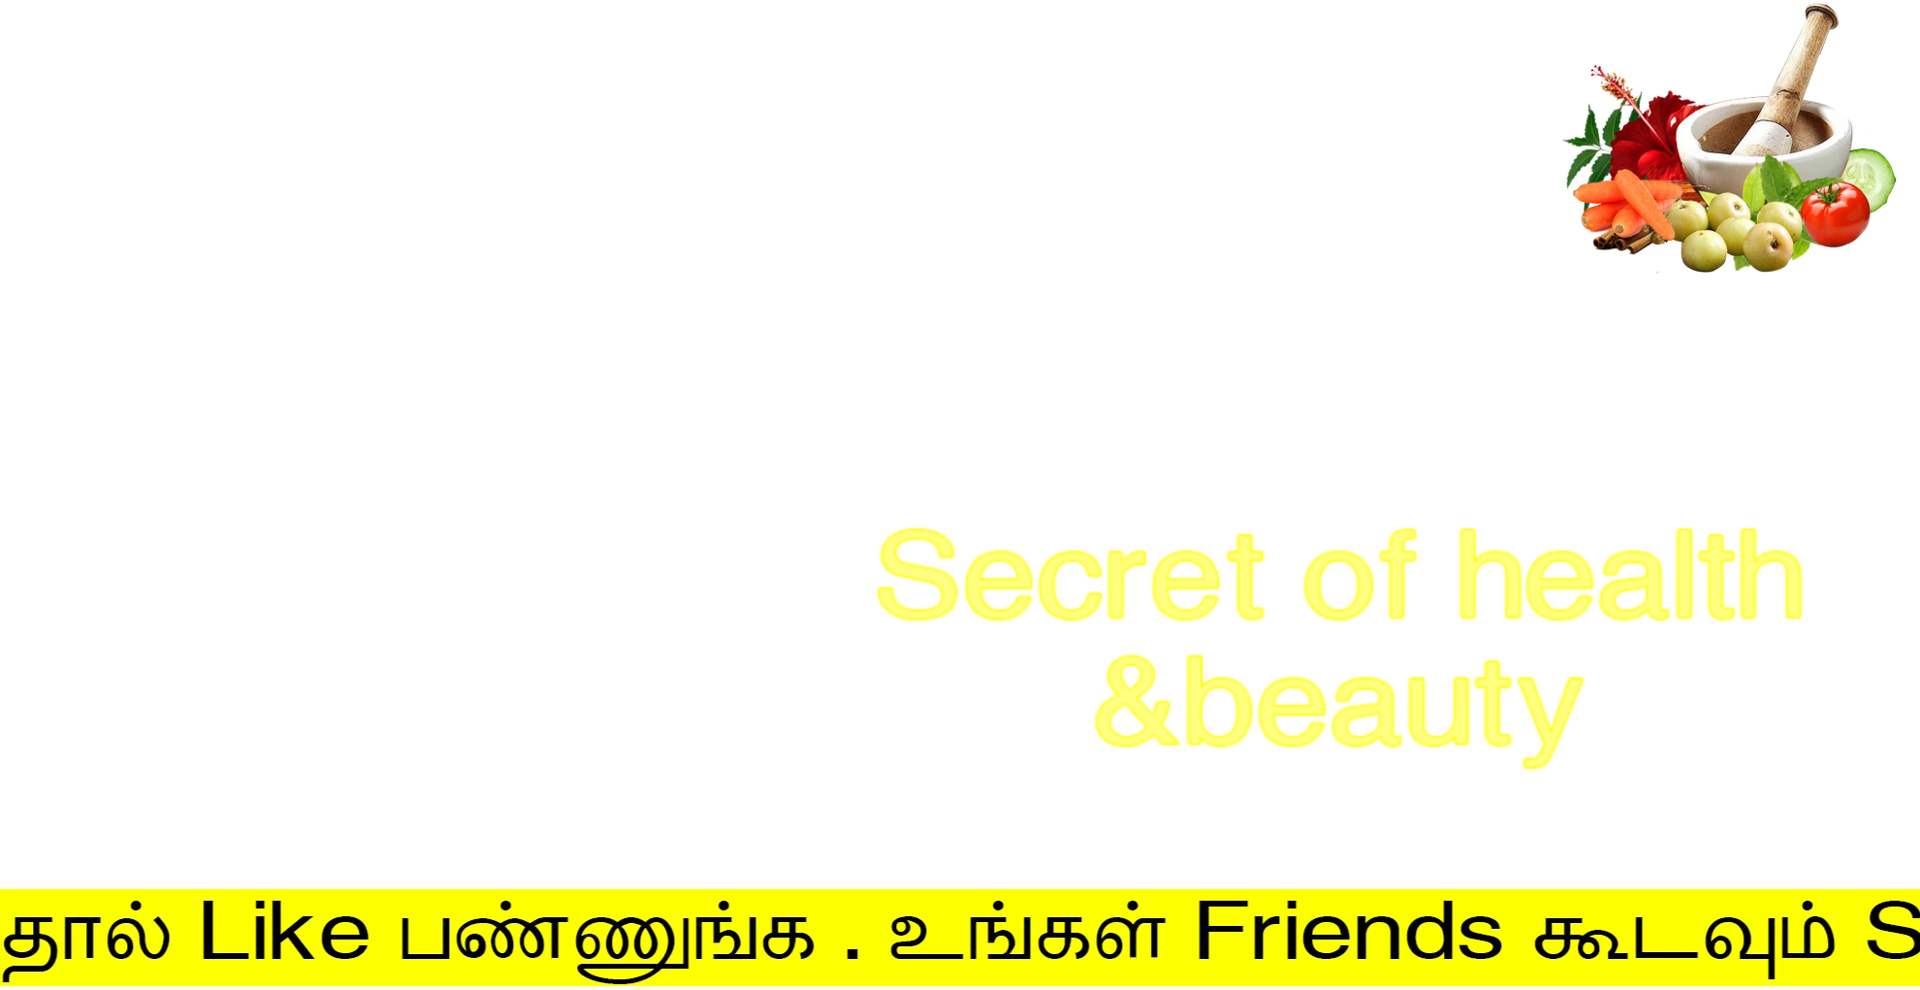 Secret of health
&beauty
தால் Like பண்ணுங்க . உங்கள் Friends கூடவும் S